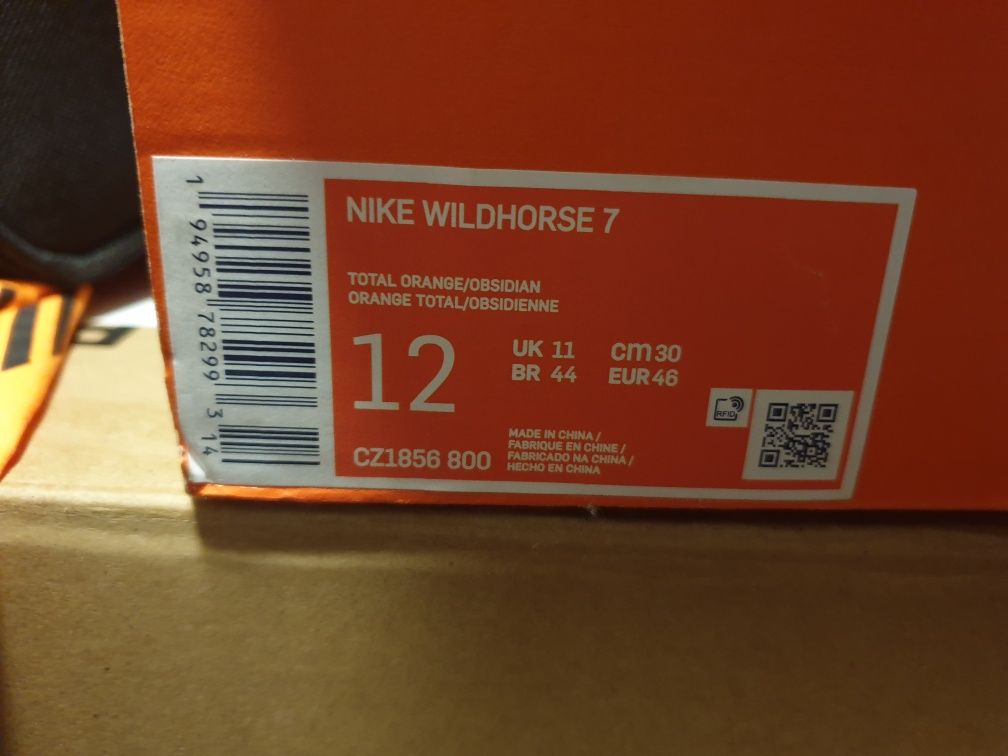 NIKE WILDHORSE 7
TOTAL ORANGE/OBSIDIAN
ORANGE TOTAL/OBSIDIENNE
12
UK 11 cm 30
BR 44 EUR 46
RFID
CZ1856 800
MADE IN CHINA /
FABRIQUE EN CHINE /
FABRICADO NA CHINA /
HECHO EN CHINA
1 94958 78299 3 14